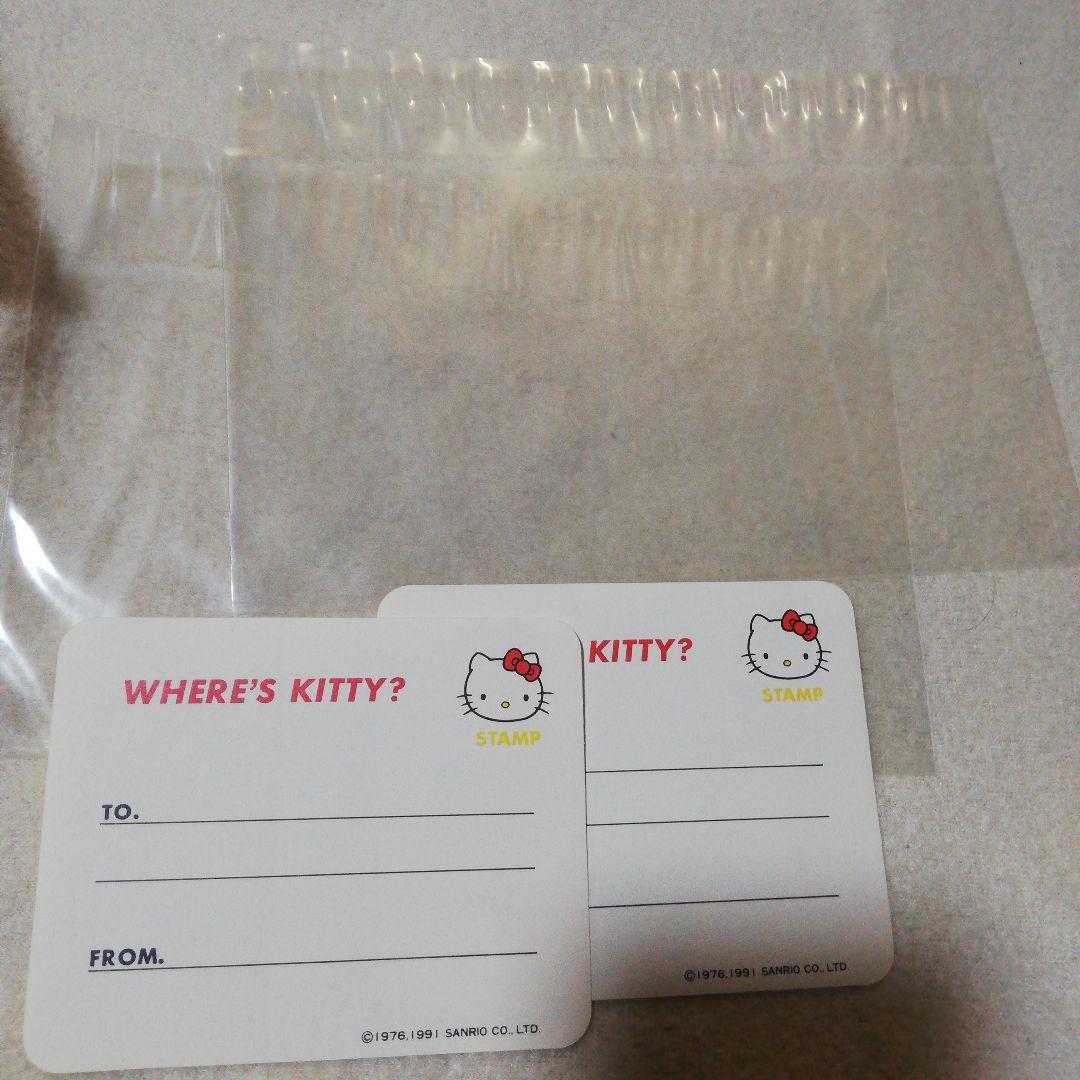 WHERE'S KITTY?
STAMP
TO.
FROM.
©1976,1991 SANRIO CO., LTD.
KITTY?
STAMP
©1976,1991 SANRIO CO., LTD.